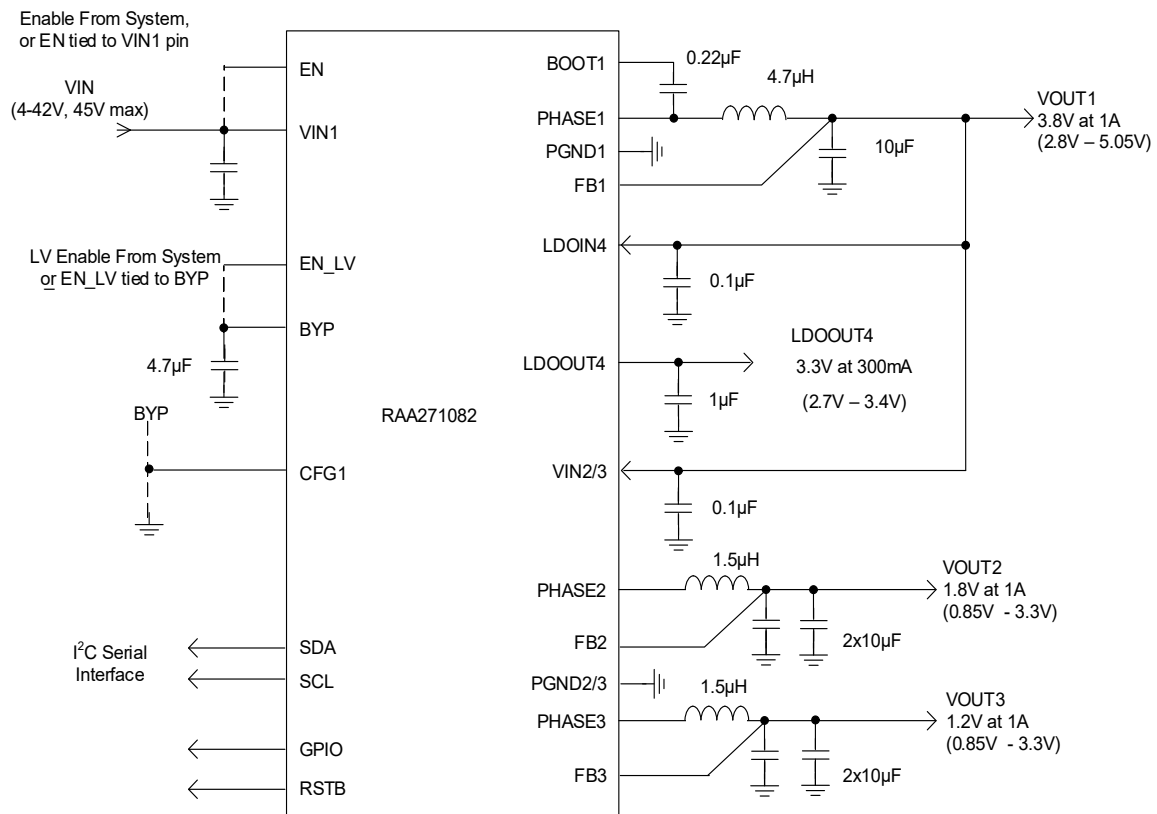 Enable From System,
or EN tied to VIN1 pin
VIN
(4-42V, 45V max)
EN
VIN1
LV Enable From System
or EN_LV tied to BYP
EN_LV
BYP
4.7µF
BYP
CFG1
I²C Serial
Interface
SDA
SCL
GPIO
RSTB
RAA271082
BOOT1
0.22µF
4.7µH
PHASE1
PGND1
FB1
10µF
VOUT1
3.8V at 1A
(2.8V – 5.05V)
LDOIN4
0.1µF
LDOOUT4
1µF
LDOOUT4
3.3V at 300mA
(2.7V – 3.4V)
VIN2/3
0.1µF
1.5µH
PHASE2
FB2
2x10µF
VOUT2
1.8V at 1A
(0.85V - 3.3V)
PGND2/3
1.5µH
PHASE3
FB3
2x10µF
VOUT3
1.2V at 1A
(0.85V - 3.3V)